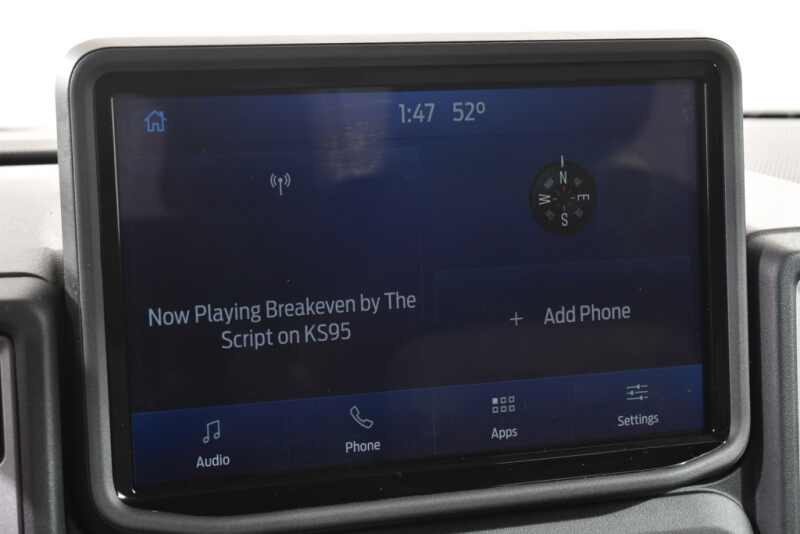 1:47 52°
N
W E
S
Now Playing Breakeven by The
Script on KS95
+ Add Phone
Audio
Phone
Apps
Settings